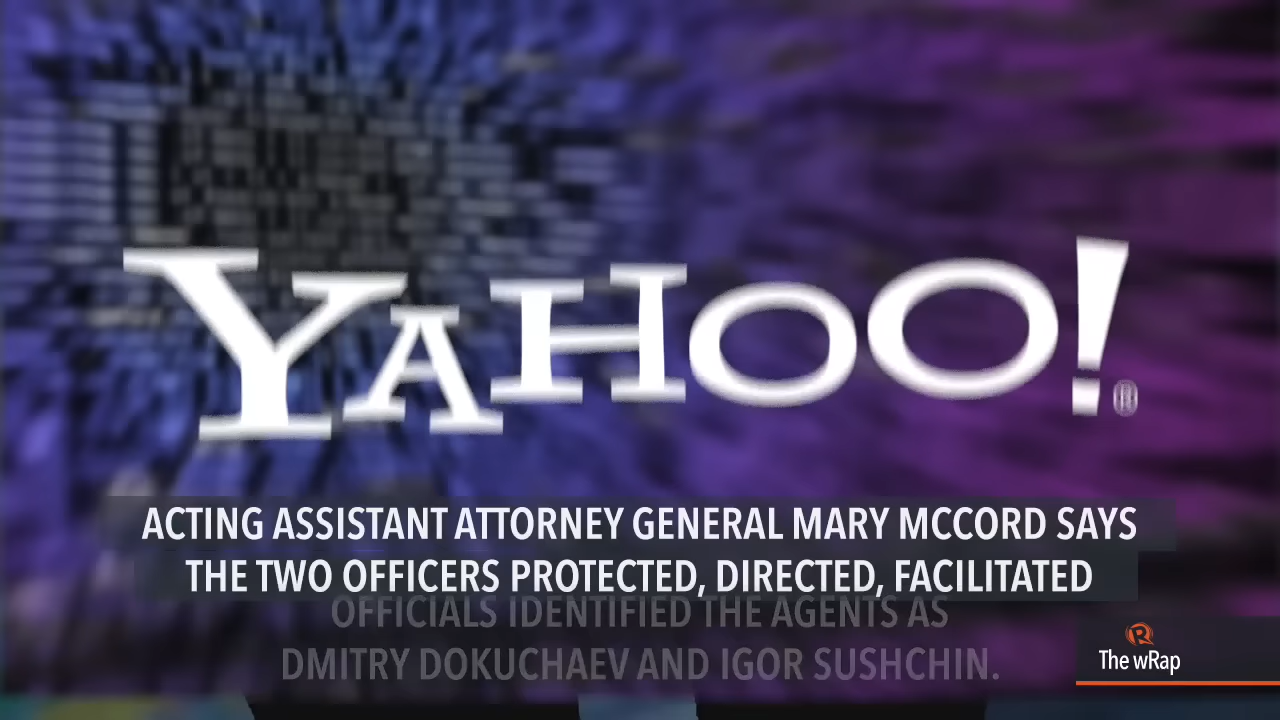 YAHOO!®
ACTING ASSISTANT ATTORNEY GENERAL MARY MCCORD SAYS
THE TWO OFFICERS PROTECTED, DIRECTED, FACILITATED
OFFICIALS IDENTIFIED THE AGENTS AS
DMITRY DOKUCHAEV AND IGOR SUSHCHIN.
R
The wRap